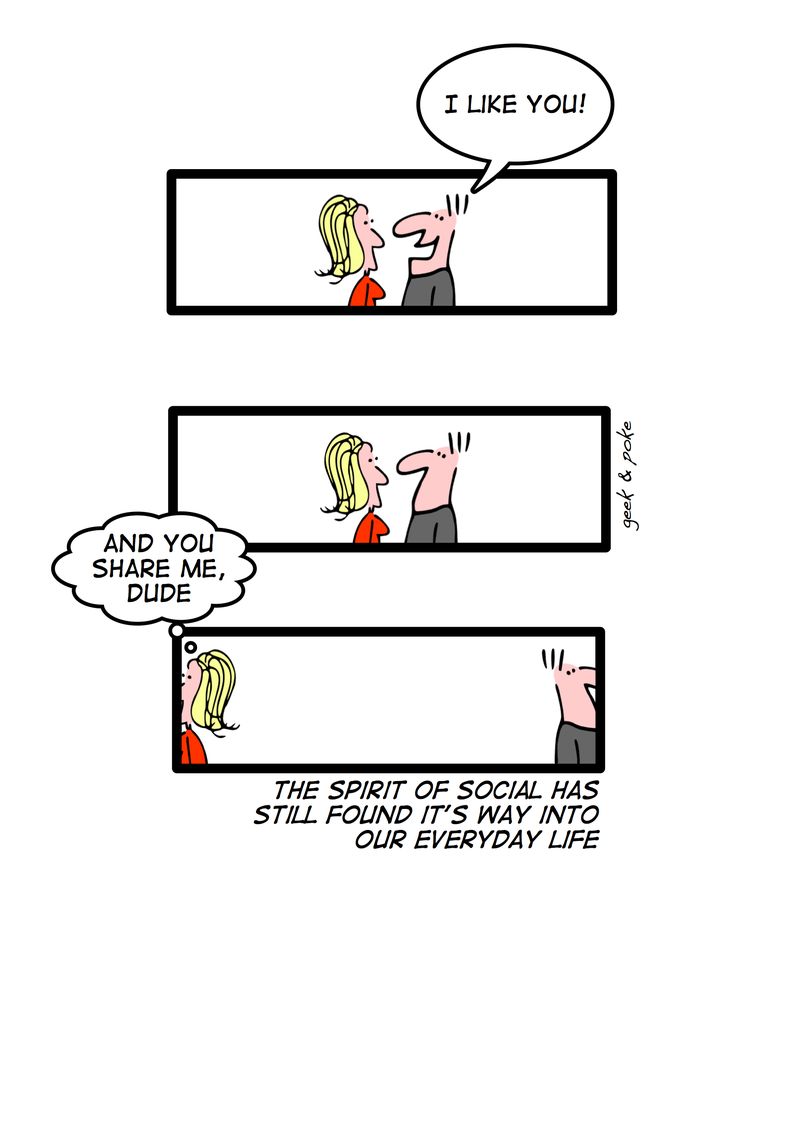 I LIKE YOU!
geek & poke
AND YOU
SHARE ME,
DUDE
THE SPIRIT OF SOCIAL HAS
STILL FOUND IT'S WAY INTO
OUR EVERYDAY LIFE